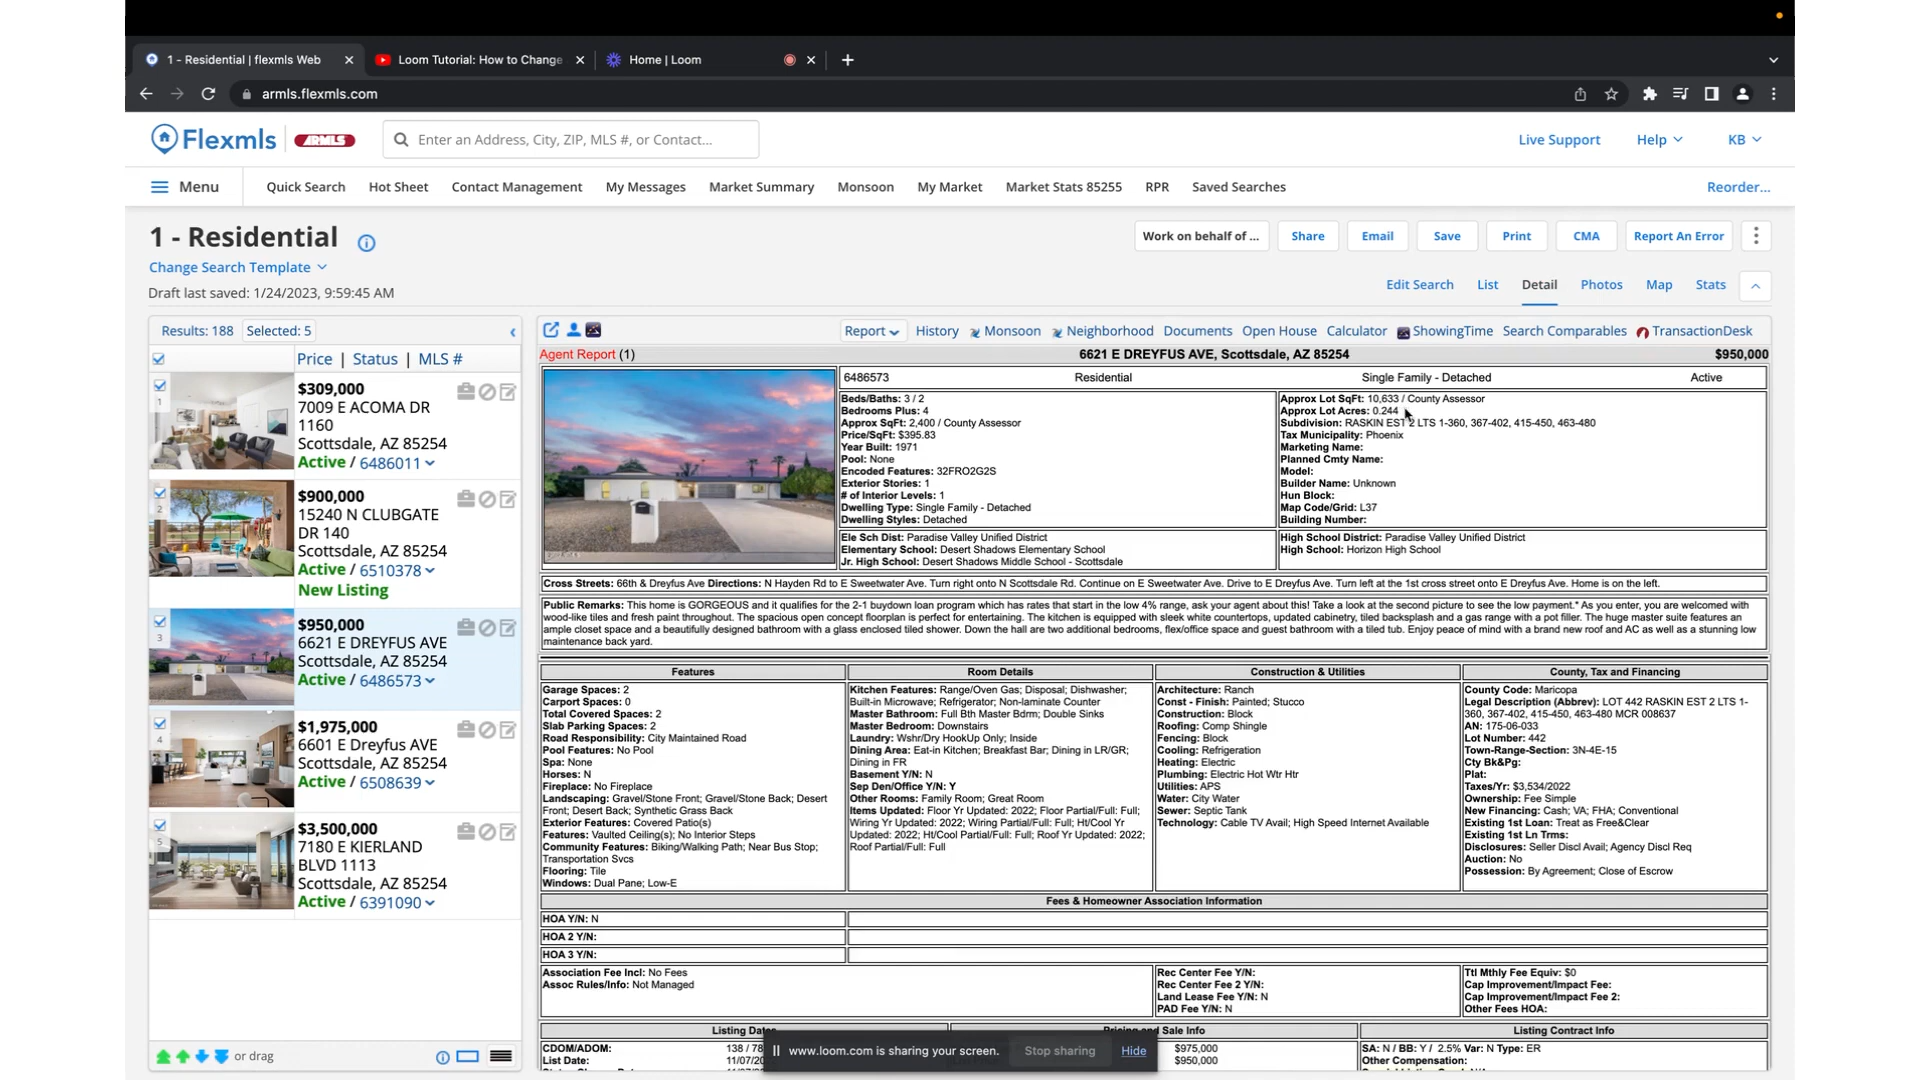 1 - Residential | flexmls Web
Loom Tutorial: How to Change
Home | Loom
armls.flexmls.com
Flexmls
ARMLS
Enter an Address, City, ZIP, MLS #, or Contact...
Live Support
Help
KB
Menu
Quick Search
Hot Sheet
Contact Management
My Messages
Market Summary
Monsoon
My Market
Market Stats 85255
RPR
Saved Searches
Reorder...
1 - Residential
Work on behalf of ...
Share
Email
Save
Print
CMA
Report An Error
Change Search Template
Draft last saved: 1/24/2023, 9:59:45 AM
Edit Search
List
Detail
Photos
Map
Stats
Results: 188
Selected: 5
Price | Status | MLS #
1
$309,000
7009 E ACOMA DR
1160
Scottsdale, AZ 85254
Active / 6486011
2
$900,000
15240 N CLUBGATE
DR 140
Scottsdale, AZ 85254
Active / 6510378
New Listing
3
$950,000
6621 E DREYFUS AVE
Scottsdale, AZ 85254
Active / 6486573
4
$1,975,000
6601 E Dreyfus AVE
Scottsdale, AZ 85254
Active / 6508639
5
$3,500,000
7180 E KIERLAND
BLVD 1113
Scottsdale, AZ 85254
Active / 6391090
or drag
Report
History
Monsoon
Neighborhood
Documents
Open House
Calculator
ShowingTime
Search Comparables
TransactionDesk
Agent Report (1)
6621 E DREYFUS AVE, Scottsdale, AZ 85254
$950,000
6486573
Residential
Single Family - Detached
Active
Beds/Baths: 3 / 2
Bedrooms Plus: 4
Approx SqFt: 2,400 / County Assessor
Price/SqFt: $395.83
Year Built: 1971
Pool: None
Encoded Features: 32FRO2G2S
Exterior Stories: 1
# of Interior Levels: 1
Dwelling Type: Single Family - Detached
Dwelling Styles: Detached
Approx Lot SqFt: 10,633 / County Assessor
Approx Lot Acres: 0.244
Subdivision: RASKIN EST 2 LTS 1-360, 367-402, 415-450, 463-480
Tax Municipality: Phoenix
Marketing Name:
Planned Cmty Name:
Model:
Builder Name: Unknown
Hun Block:
Map Code/Grid: L37
Building Number:
Ele Sch Dist: Paradise Valley Unified District
Elementary School: Desert Shadows Elementary School
Jr. High School: Desert Shadows Middle School - Scottsdale
High School District: Paradise Valley Unified District
High School: Horizon High School
Cross Streets: 66th & Dreyfus Ave Directions: N Hayden Rd to E Sweetwater Ave. Turn right onto N Scottsdale Rd. Continue on E Sweetwater Ave. Drive to E Dreyfus Ave. Turn left at the 1st cross street onto E Dreyfus Ave. Home is on the left.
Public Remarks: This home is GORGEOUS and it qualifies for the 2-1 buydown loan program which has rates that start in the low 4% range, ask your agent about this! Take a look at the second picture to see the low payment.* As you enter, you are welcomed with
wood-like tiles and fresh paint throughout. The spacious open concept floorplan is perfect for entertaining. The kitchen is equipped with sleek white countertops, updated cabinetry, tiled backsplash and a gas range with a pot filler. The huge master suite features an
ample closet space and a beautifully designed bathroom with a glass enclosed tiled shower. Down the hall are two additional bedrooms, flex/office space and guest bathroom with a tiled tub. Enjoy peace of mind with a brand new roof and AC as well as a stunning low
maintenance back yard.
Features
Garage Spaces: 2
Carport Spaces: 0
Total Covered Spaces: 2
Slab Parking Spaces: 2
Road Responsibility: City Maintained Road
Pool Features: No Pool
Spa: None
Horses: N
Fireplace: No Fireplace
Landscaping: Gravel/Stone Front; Gravel/Stone Back; Desert
Front; Desert Back; Synthetic Grass Back
Exterior Features: Covered Patio(s)
Features: Vaulted Ceiling(s); No Interior Steps
Community Features: Biking/Walking Path; Near Bus Stop;
Transportation Svcs
Flooring: Tile
Windows: Dual Pane; Low-E
Room Details
Kitchen Features: Range/Oven Gas; Disposal; Dishwasher;
Built-in Microwave; Refrigerator; Non-laminate Counter
Master Bathroom: Full Bth Master Bdrm; Double Sinks
Master Bedroom: Downstairs
Laundry: Wshr/Dry HookUp Only; Inside
Dining Area: Eat-in Kitchen; Breakfast Bar; Dining in LR/GR;
Dining in FR
Basement Y/N: N
Sep Den/Office Y/N: Y
Other Rooms: Family Room; Great Room
Items Updated: Floor Yr Updated: 2022; Floor Partial/Full: Full;
Wiring Yr Updated: 2022; Wiring Partial/Full: Full; Ht/Cool Yr
Updated: 2022; Ht/Cool Partial/Full: Full; Roof Yr Updated: 2022;
Roof Partial/Full: Full
Construction & Utilities
Architecture: Ranch
Const - Finish: Painted; Stucco
Construction: Block
Roofing: Comp Shingle
Fencing: Block
Cooling: Refrigeration
Heating: Electric
Plumbing: Electric Hot Wtr Htr
Utilities: APS
Water: City Water
Sewer: Septic Tank
Technology: Cable TV Avail; High Speed Internet Available
County, Tax and Financing
County Code: Maricopa
Legal Description (Abbrev): LOT 442 RASKIN EST 2 LTS 1-
360, 367-402, 415-450, 463-480 MCR 008637
AN: 175-06-033
Lot Number: 442
Town-Range-Section: 3N-4E-15
Cty Bk&Pg:
Plat:
Taxes/Yr: $3,534/2022
Ownership: Fee Simple
New Financing: Cash; VA; FHA; Conventional
Existing 1st Loan: Treat as Free&Clear
Existing 1st Ln Trms:
Disclosures: Seller Discl Avail; Agency Discl Req
Auction: No
Possession: By Agreement; Close of Escrow
Fees & Homeowner Association Information
HOA Y/N: N
HOA 2 Y/N:
HOA 3 Y/N:
Association Fee Incl: No Fees
Assoc Rules/Info: Not Managed
Rec Center Fee Y/N:
Rec Center Fee 2 Y/N:
Land Lease Fee Y/N: N
PAD Fee Y/N: N
Ttl Mthly Fee Equiv: $0
Cap Improvement/Impact Fee:
Cap Improvement/Impact Fee 2:
Other Fees HOA:
Listing Dates
Pricing and Sale Info
Listing Contract Info
CDOM/ADOM: 138 / 78
List Date: 11/07/20
$975,000
$950,000
SA: N / BB: Y / 2.5% Var: N Type: ER
Other Compensation:
www.loom.com is sharing your screen.
Stop sharing
Hide